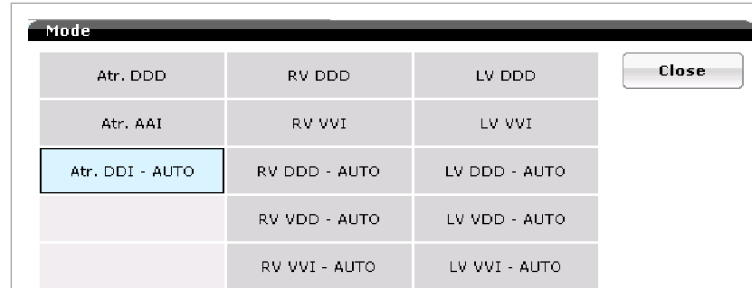 Mode
Atr. DDD RV DDD LV DDD Close
Atr. AAI RV VVI LV VVI
Atr. DDI - AUTO RV DDD - AUTO LV DDD - AUTO
RV VDD - AUTO LV VDD - AUTO
RV VVI - AUTO LV VVI - AUTO